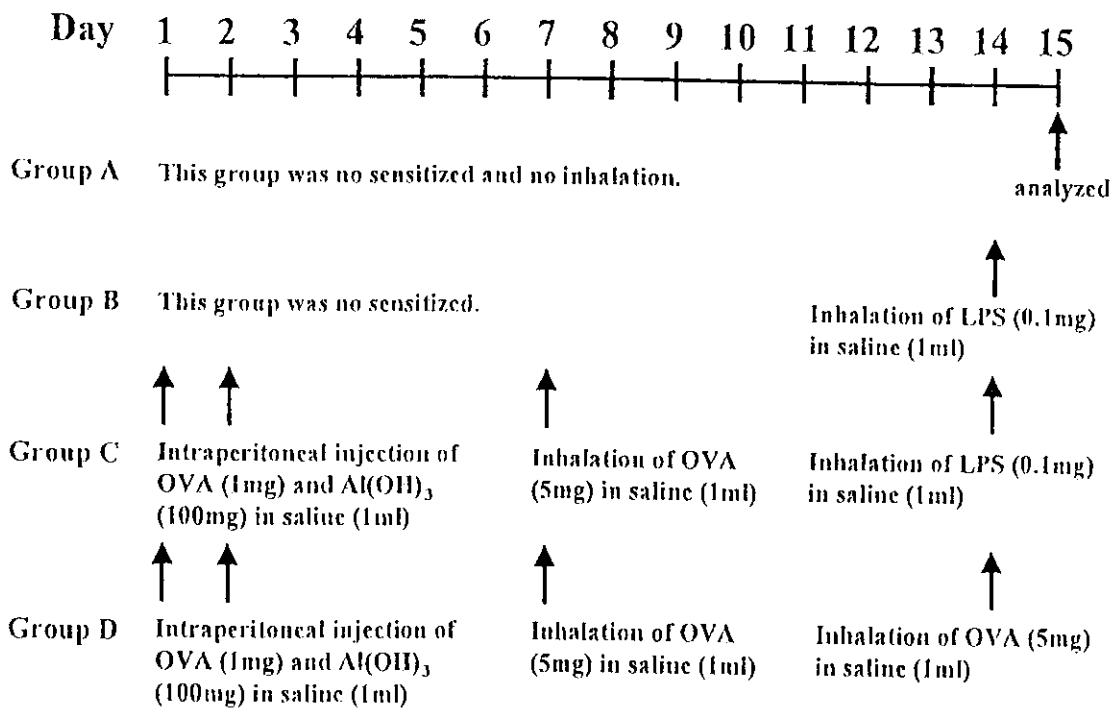 Day 1 2 3 4 5 6 7 8 9 10 11 12 13 14 15
Group A This group was no sensitized and no inhalation.
analyzed
Group B This group was no sensitized.
Inhalation of LPS (0.1mg)
in saline (1ml)
Group C
Intraperitoneal injection of
OVA (1mg) and Al(OH)₃
(100mg) in saline (1ml)
Inhalation of OVA
(5mg) in saline (1ml)
Inhalation of LPS (0.1mg)
in saline (1ml)
Group D
Intraperitoneal injection of
OVA (1mg) and Al(OH)₃
(100mg) in saline (1ml)
Inhalation of OVA
(5mg) in saline (1ml)
Inhalation of OVA (5mg)
in saline (1ml)